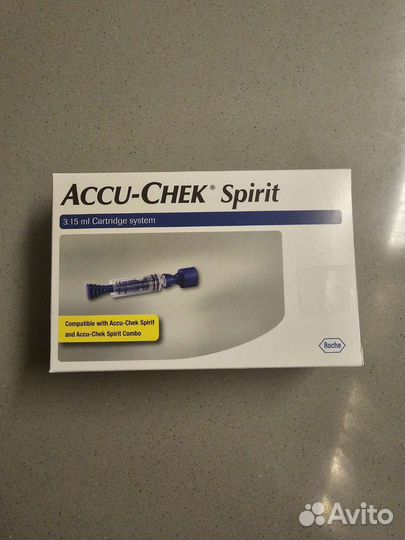 ACCU-CHEK® Spirit
3.15 ml Cartridge system
Compatible with Accu-Chek Spirit
and Accu-Chek Spirit Combo
Roche
Avito